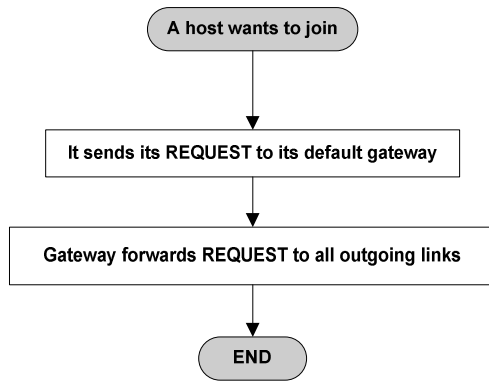 A host wants to join
It sends its REQUEST to its default gateway
Gateway forwards REQUEST to all outgoing links
END